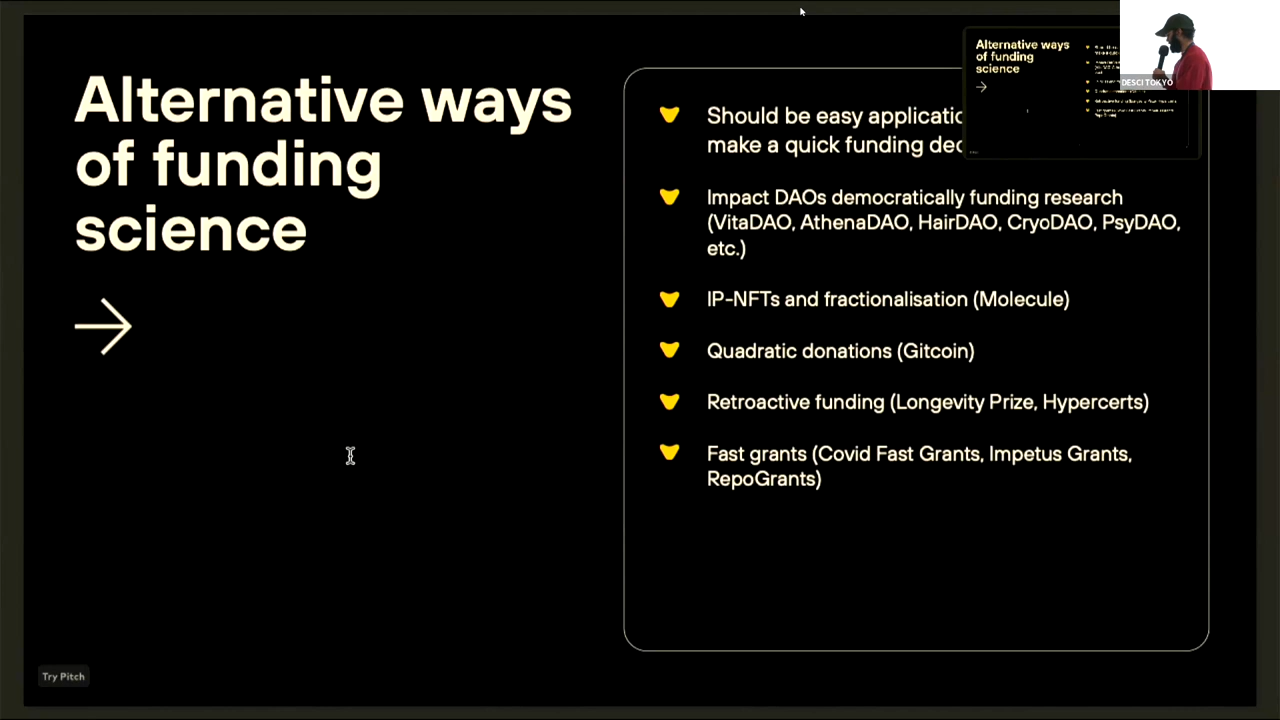 Alternative ways
of funding
science
Should be easy applicatio
make a quick funding dec
Impact DAOs democratically funding research
(VitaDAO, AthenaDAO, HairDAO, CryoDAO, PsyDAO,
etc.)
IP-NFTs and fractionalisation (Molecule)
Quadratic donations (Gitcoin)
Retroactive funding (Longevity Prize, Hypercerts)
Fast grants (Covid Fast Grants, Impetus Grants,
RepoGrants)
Try Pitch
Alternative ways
of funding
science
DESCI TOKYO